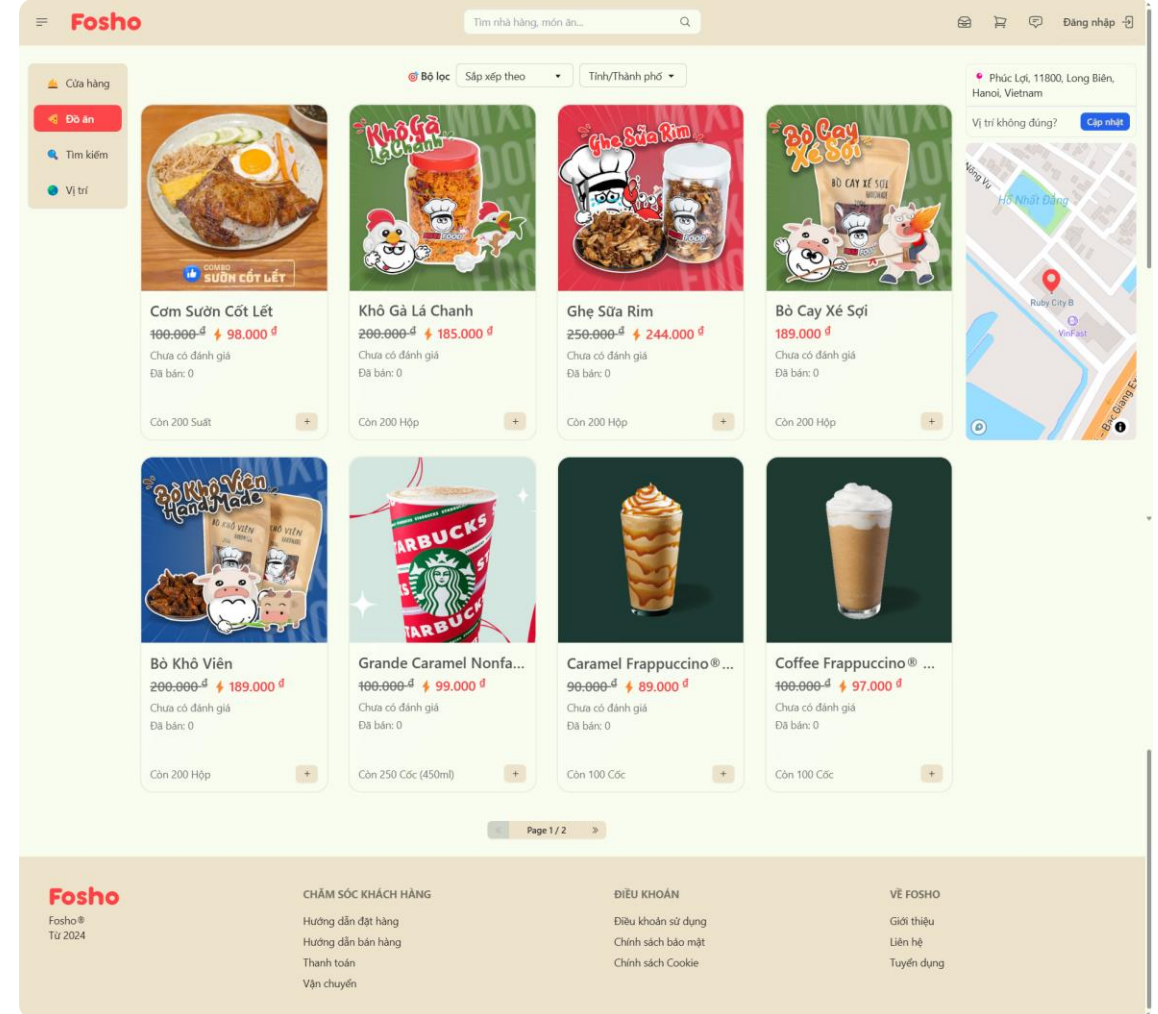 Fosho
Tìm nhà hàng, món ăn...
Đăng nhập
Cửa hàng
Đồ ăn
Tìm kiếm
Vị trí
Bộ lọc
Sắp xếp theo
Tỉnh/Thành phố
Phúc Lợi, 11800, Long Biên,
Hanoi, Vietnam
Vị trí không đúng?
Cập nhật
Nông Vụ
Hồ Nhất Đăng
Ruby City B
VinFast
COMBO
SƯỜN CỐT LẾT
Cơm Sườn Cốt Lết
100.000 đ 98.000 đ
Chưa có đánh giá
Đã bán: 0
Còn 200 Suất
+
Khô Gà
Lá Chanh
Khô Gà Lá Chanh
200.000 đ 185.000 đ
Chưa có đánh giá
Đã bán: 0
Còn 200 Hộp
+
Ghẹ Sữa Rim
Ghẹ Sữa Rim
250.000 đ 244.000 đ
Chưa có đánh giá
Đã bán: 0
Còn 200 Hộp
+
Bò Cay
Xé Sợi
BÒ CAY XÉ SỢI
Bò Cay Xé Sợi
189.000 đ
Chưa có đánh giá
Đã bán: 0
Còn 200 Hộp
+
Bò Khô Viên
HandMade
BÒ KHÔ VIÊN
Bò Khô Viên
200.000 đ 189.000 đ
Chưa có đánh giá
Đã bán: 0
Còn 200 Hộp
+
STARBUCKS
Grande Caramel Nonfa...
100.000 đ 99.000 đ
Chưa có đánh giá
Đã bán: 0
Còn 250 Cốc (450ml)
+
Caramel Frappuccino® ...
90.000 đ 89.000 đ
Chưa có đánh giá
Đã bán: 0
Còn 100 Cốc
+
Coffee Frappuccino® ...
100.000 đ 97.000 đ
Chưa có đánh giá
Đã bán: 0
Còn 100 Cốc
+
« Page 1 / 2 »
Fosho
Fosho®
Từ 2024
CHĂM SÓC KHÁCH HÀNG
Hướng dẫn đặt hàng
Hướng dẫn bán hàng
Thanh toán
Vận chuyển
ĐIỀU KHOẢN
Điều khoản sử dụng
Chính sách bảo mật
Chính sách Cookie
VỀ FOSHO
Giới thiệu
Liên hệ
Tuyển dụng